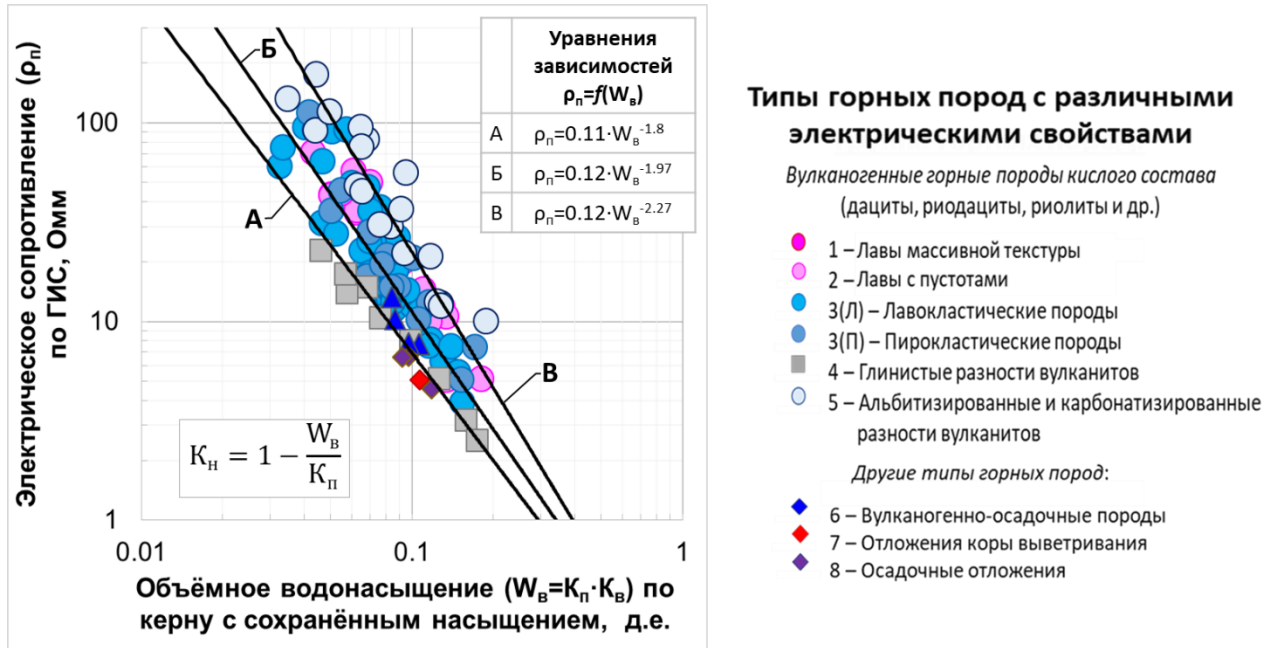 Электрическое сопротивление (ρп)
по ГИС, Омм
100
10
1
0.01
0.1
1
А
Б
В
Уравнения
зависимостей
ρп=f(Wв)
А ρп=0.11·Wв-1.8
Б ρп=0.12·Wв-1.97
В ρп=0.12·Wв-2.27
Кн = 1 − Wв/Кп
Объёмное водонасыщение (Wв=Кп·Кв) по
керну с сохранённым насыщением, д.е.
Типы горных пород с различными
электрическими свойствами
Вулканогенные горные породы кислого состава
(дациты, риодациты, риолиты и др.)
1 – Лавы массивной текстуры
2 – Лавы с пустотами
3(Л) – Лавокластические породы
3(П) – Пирокластические породы
4 – Глинистые разности вулканитов
5 – Альбитизированные и карбонатизированные
разности вулканитов
Другие типы горных пород:
6 – Вулканогенно-осадочные породы
7 – Отложения коры выветривания
8 – Осадочные отложения